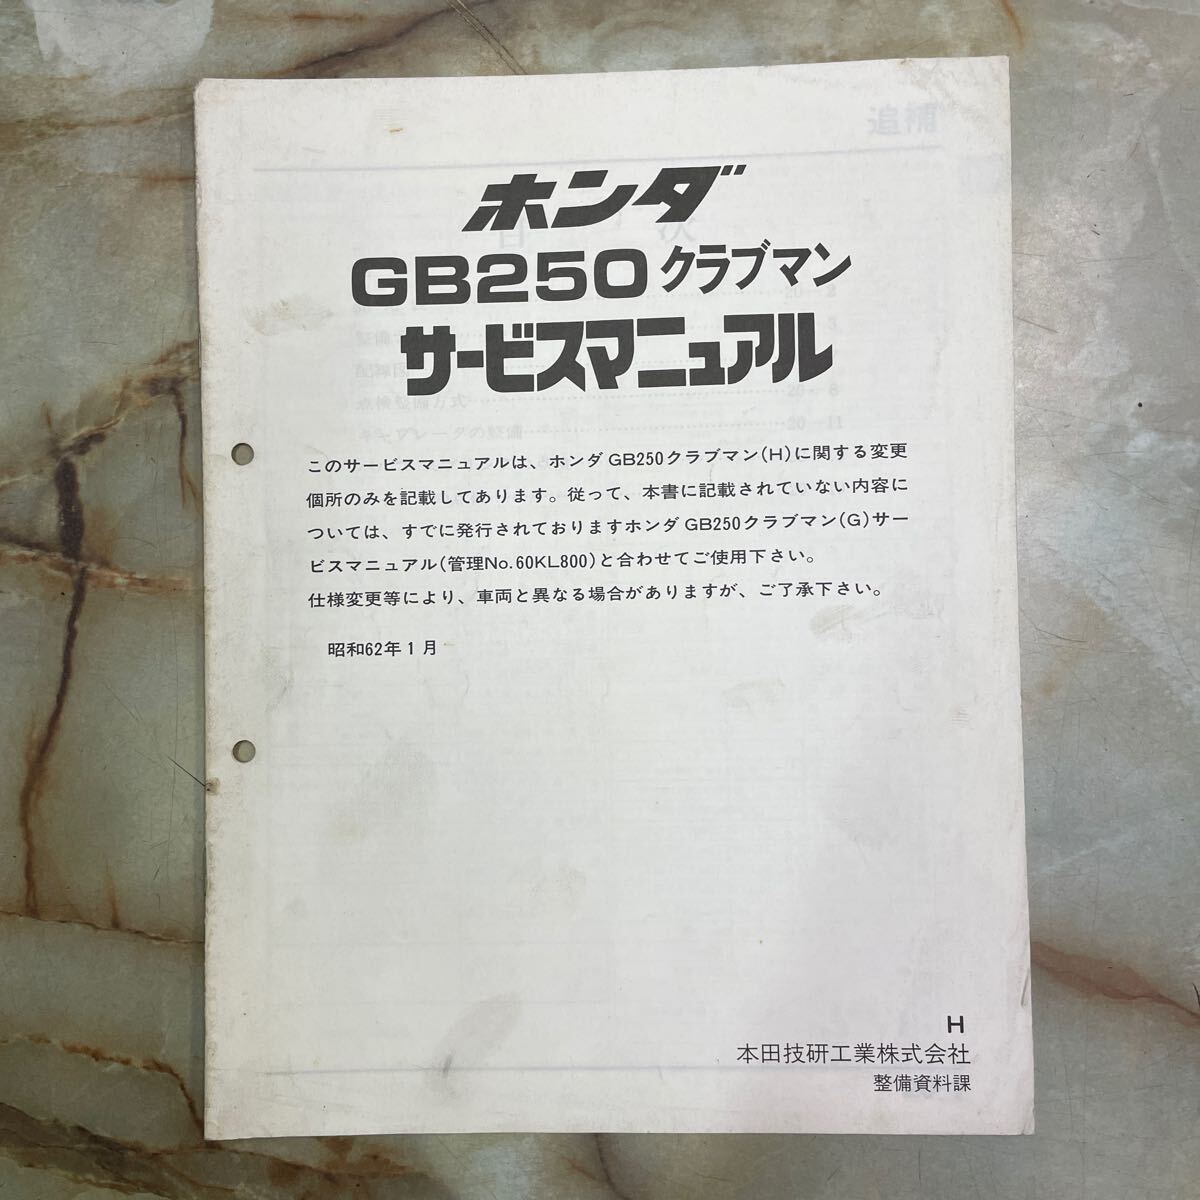 追補
ホンダ
GB250クラブマン
サービスマニュアル
このサービスマニュアルは、ホンダGB250クラブマン(H)に関する変更
個所のみを記載してあります。従って、本書に記載されていない内容に
ついては、すでに発行されておりますホンダGB250クラブマン(G)サー
ビスマニュアル(管理No.60KL800)と合わせてご使用下さい。
仕様変更等により、車両と異なる場合がありますが、ご了承下さい。
昭和62年1月
H
本田技研工業株式会社
整備資料課